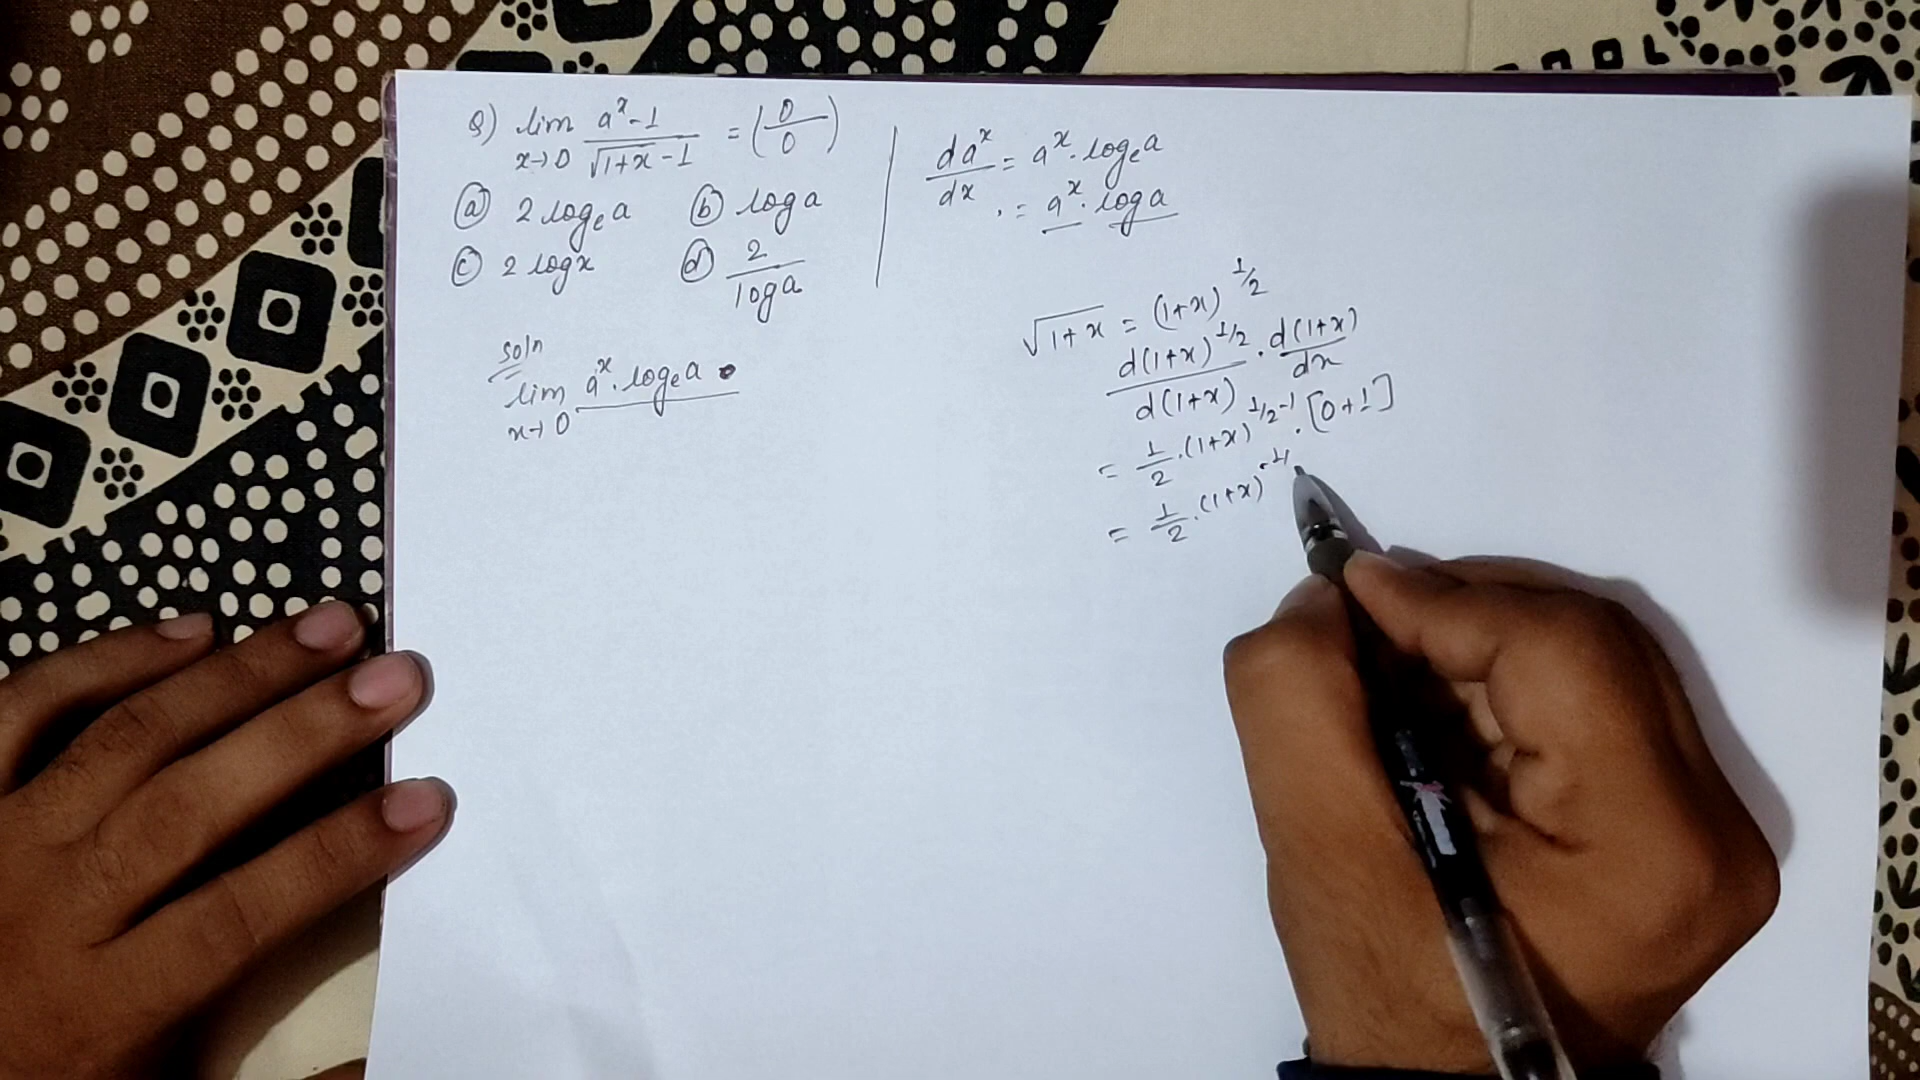 Q) lim x→0 (a^x-1)/(√(1+x)-1) = (0/0)
(a) 2 log_e a (b) log a
(c) 2 log x (d) 2/log a
da^x/dx = a^x · log_e a
= a^x · log a
soln
lim x→0 a^x · log_e a
√(1+x) = (1+x)^1/2
d(1+x)^1/2 / d(1+x) · d(1+x)/dx
= 1/2 · (1+x)^1/2-1 · [0+1]
= 1/2 · (1+x)^-1/